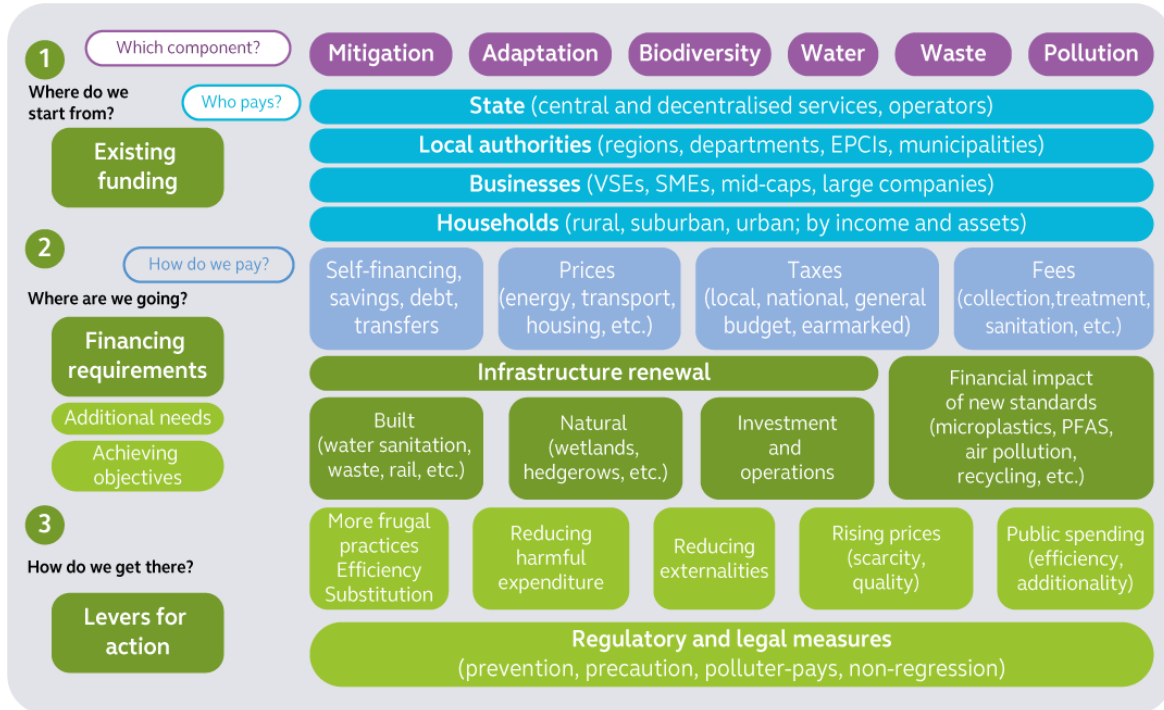 1
Which component?
Where do we
start from?
Who pays?
Existing
funding
2
How do we pay?
Where are we going?
Financing
requirements
Additional needs
Achieving
objectives
3
How do we get there?
Levers for
action
Mitigation
Adaptation
Biodiversity
Water
Waste
Pollution
State (central and decentralised services, operators)
Local authorities (regions, departments, EPCIs, municipalities)
Businesses (VSEs, SMEs, mid-caps, large companies)
Households (rural, suburban, urban; by income and assets)
Self-financing,
savings, debt,
transfers
Prices
(energy, transport,
housing, etc.)
Taxes
(local, national, general
budget, earmarked)
Fees
(collection,treatment,
sanitation, etc.)
Infrastructure renewal
Built
(water sanitation,
waste, rail, etc.)
Natural
(wetlands,
hedgerows, etc.)
Investment
and
operations
Financial impact
of new standards
(microplastics, PFAS,
air pollution,
recycling, etc.)
More frugal
practices
Efficiency
Substitution
Reducing
harmful
expenditure
Reducing
externalities
Rising prices
(scarcity,
quality)
Public spending
(efficiency,
additionality)
Regulatory and legal measures
(prevention, precaution, polluter-pays, non-regression)